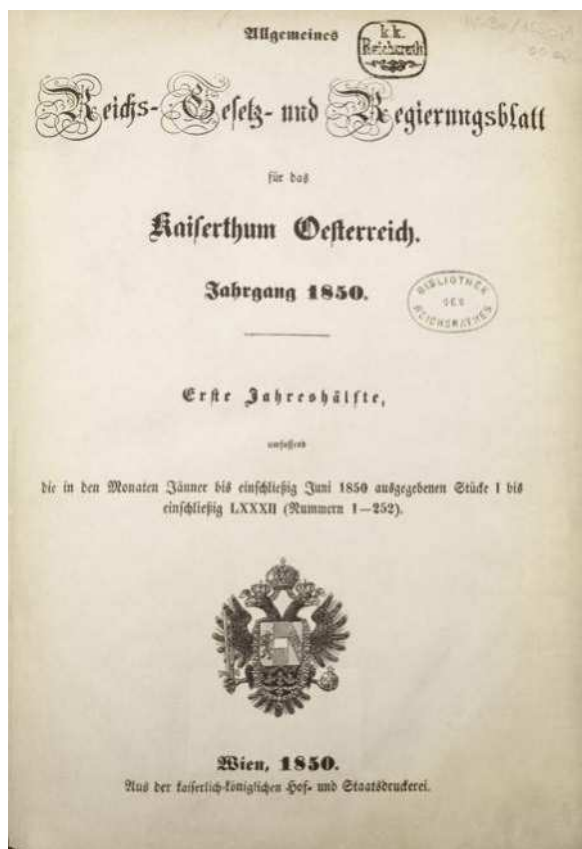 Allgemeines
k.k.
Reichsrath
Reichs-Gesetz- und Regierungsblatt
für das
Kaiserthum Oesterreich.
Jahrgang 1850.
BIBLIOTHEK
DES
REICHSRATHES
Erste Jahreshälfte,
umfassend
die in den Monaten Jänner bis einschließig Juni 1850 ausgegebenen Stücke I bis
einschließig LXXXII (Nummern 1—252).
Wien, 1850.
Aus der kaiserlich-königlichen Hof- und Staatsdruckerei.